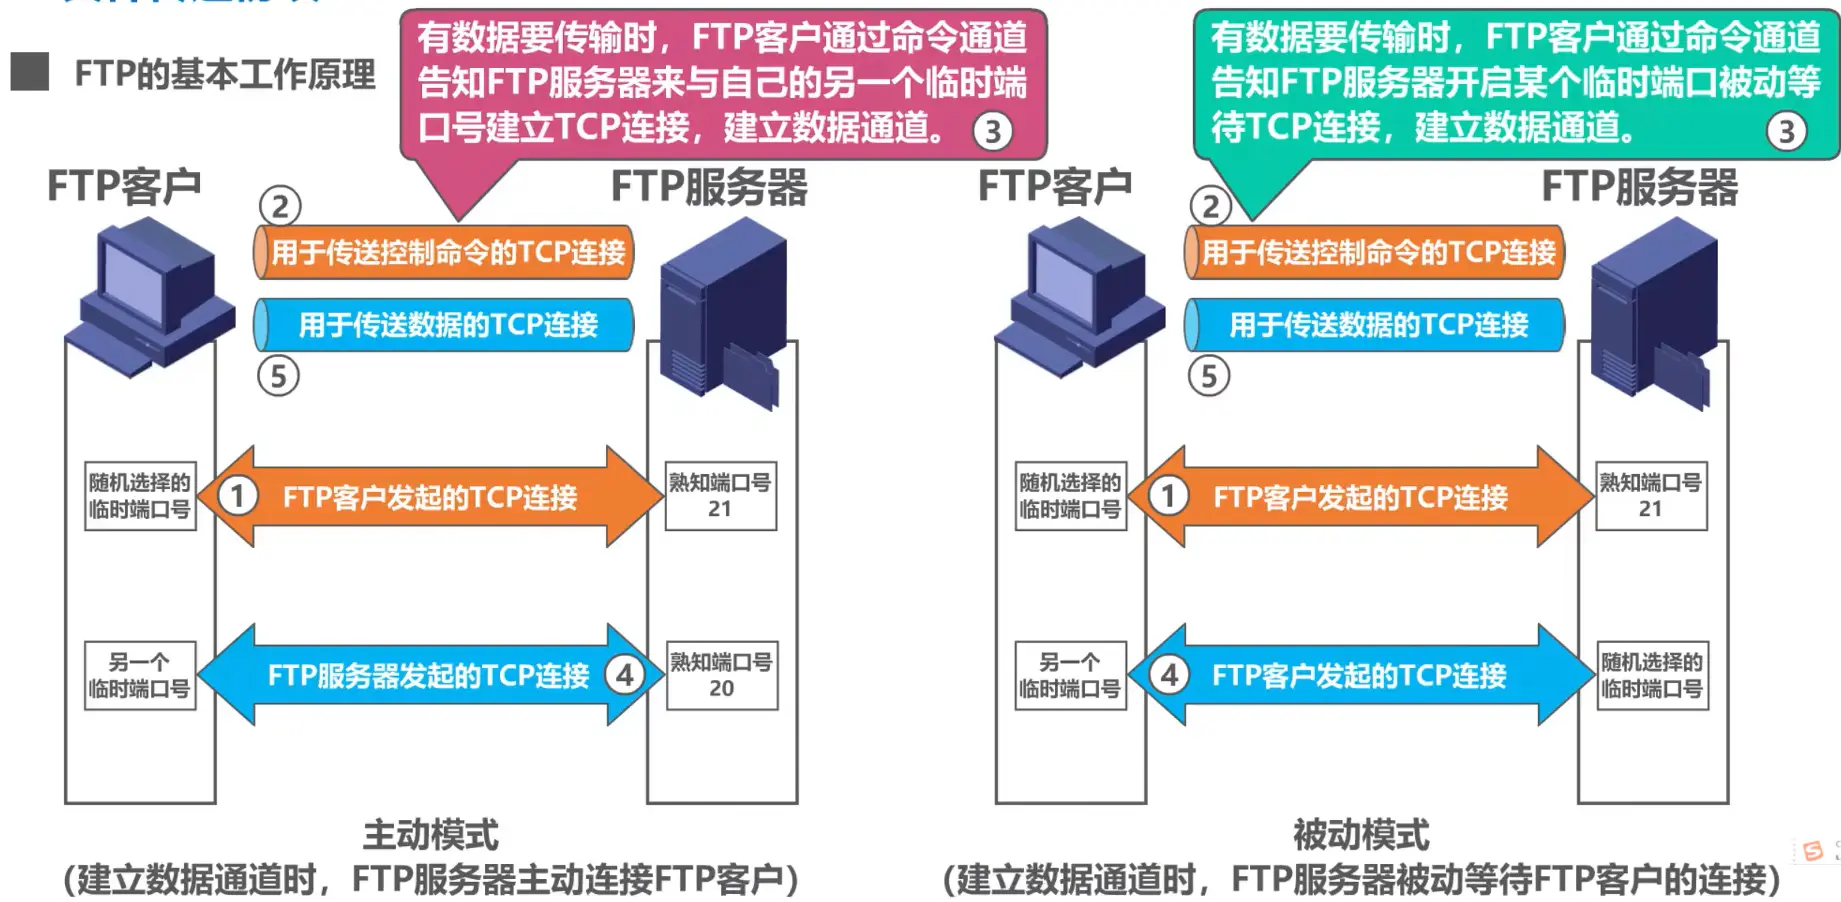 FTP的基本工作原理
有数据要传输时，FTP客户通过命令通道
告知FTP服务器来与自己的另一个临时端
口号建立TCP连接，建立数据通道。 ③
FTP客户
FTP服务器
②
用于传送控制命令的TCP连接
用于传送数据的TCP连接
⑤
随机选择的
临时端口号
① FTP客户发起的TCP连接
熟知端口号
21
另一个
临时端口号
FTP服务器发起的TCP连接 ④
熟知端口号
20
主动模式
（建立数据通道时，FTP服务器主动连接FTP客户）
有数据要传输时，FTP客户通过命令通道
告知FTP服务器开启某个临时端口被动等
待TCP连接，建立数据通道。 ③
FTP客户
FTP服务器
②
用于传送控制命令的TCP连接
用于传送数据的TCP连接
⑤
随机选择的
临时端口号
① FTP客户发起的TCP连接
熟知端口号
21
另一个
临时端口号
④ FTP客户发起的TCP连接
随机选择的
临时端口号
被动模式
（建立数据通道时，FTP服务器被动等待FTP客户的连接）